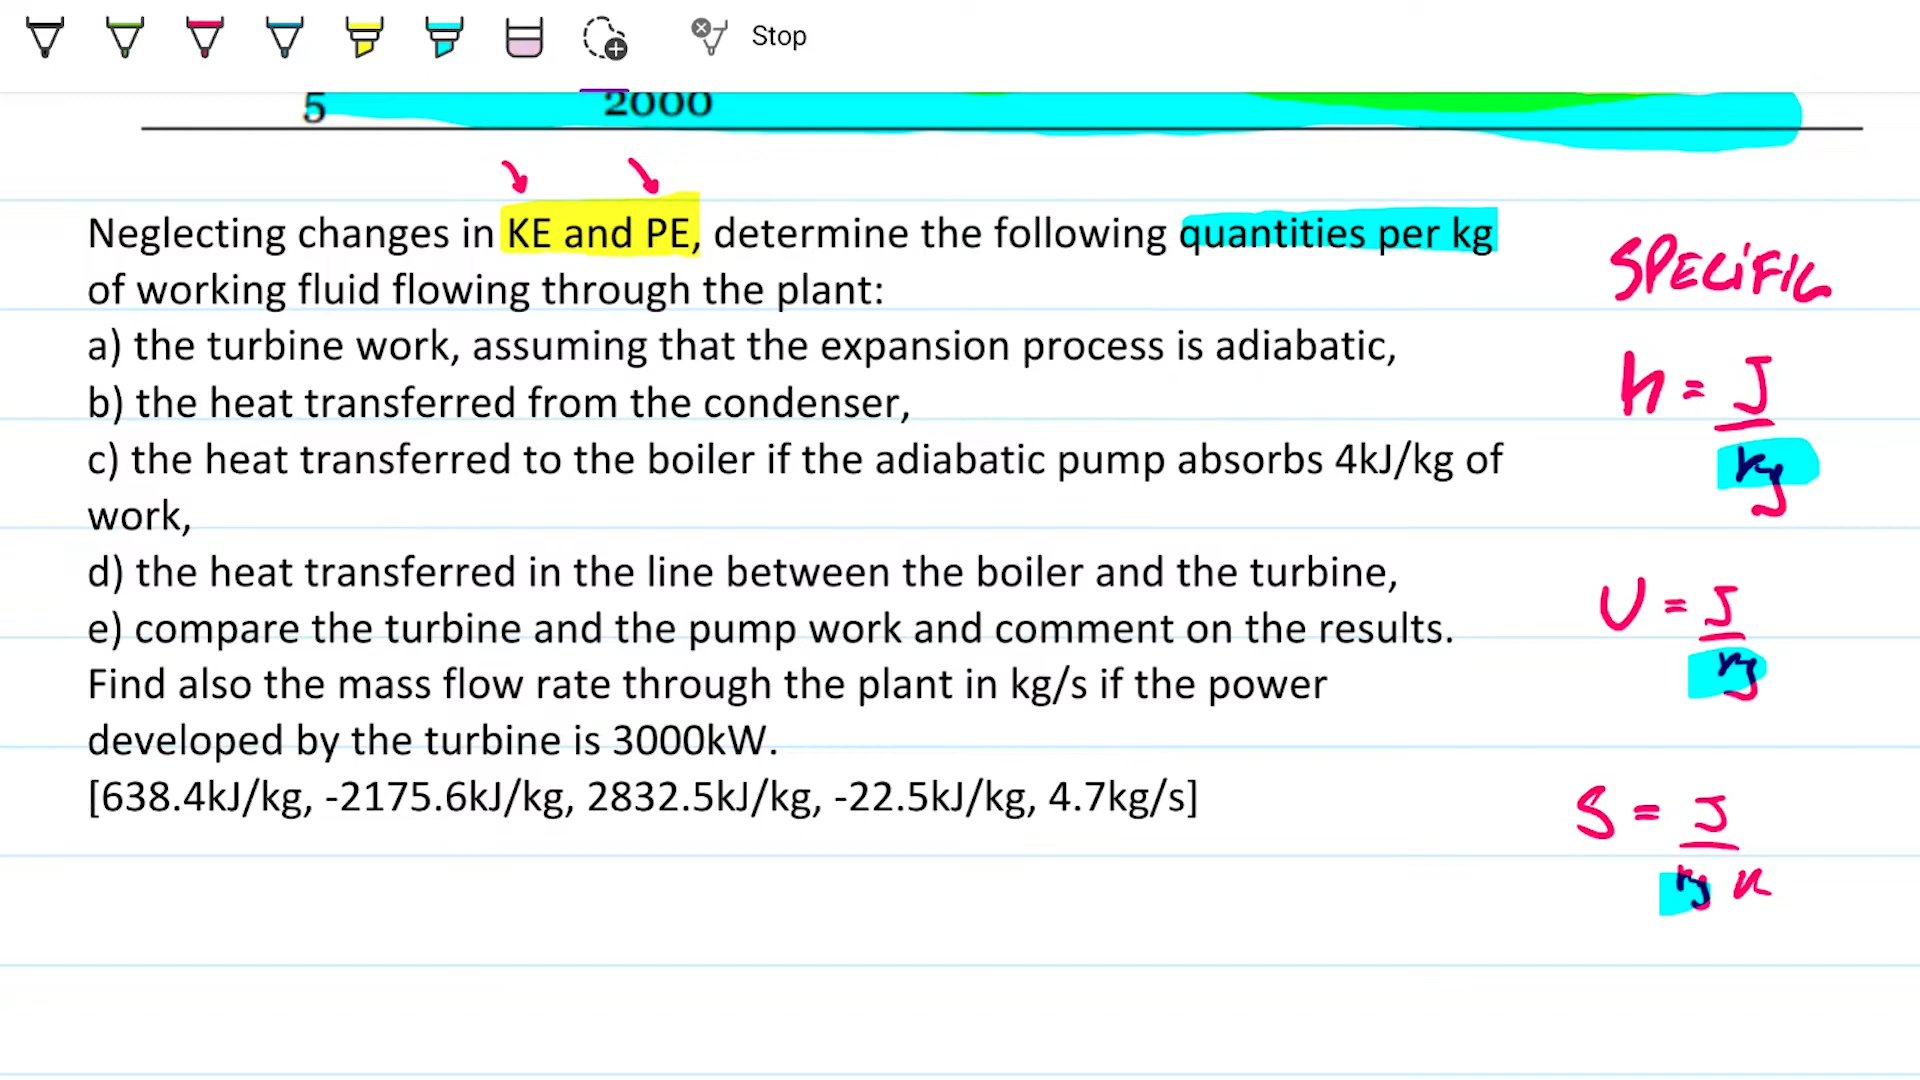 Stop
5 2000
Neglecting changes in KE and PE, determine the following quantities per kg
of working fluid flowing through the plant:
a) the turbine work, assuming that the expansion process is adiabatic,
b) the heat transferred from the condenser,
c) the heat transferred to the boiler if the adiabatic pump absorbs 4kJ/kg of
work,
d) the heat transferred in the line between the boiler and the turbine,
e) compare the turbine and the pump work and comment on the results.
Find also the mass flow rate through the plant in kg/s if the power
developed by the turbine is 3000kW.
[638.4kJ/kg, -2175.6kJ/kg, 2832.5kJ/kg, -22.5kJ/kg, 4.7kg/s]
SPECIFIC
h = J
kg
U = J
kg
S = J
kg K